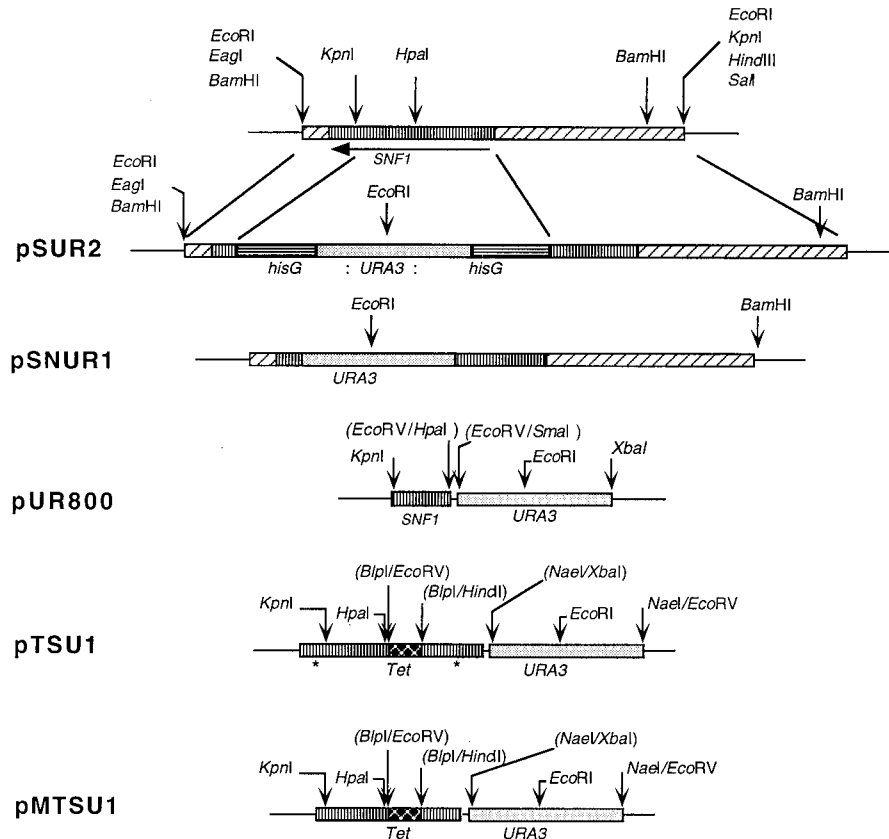 EcoRI
EagI
BamHI
KpnI
HpaI
BamHI
EcoRI
KpnI
HindIII
SalI
SNF1
EcoRI
EagI
BamHI
EcoRI
BamHI
pSUR2
hisG : URA3 : hisG
EcoRI
BamHI
pSNUR1
URA3
(EcoRV/HpaI )
(EcoRV/SmaI )
KpnI
EcoRI
XbaI
pUR800
SNF1
URA3
(BlpI/EcoRV)
(BlpI/HindII)
(NaeI/XbaI)
KpnI
HpaI
EcoRI
NaeI/EcoRV
pTSU1
* Tet * URA3
(BlpI/EcoRV)
(BlpI/HindII)
(NaeI/XbaI)
KpnI
HpaI
EcoRI
NaeI/EcoRV
pMTSU1
Tet URA3